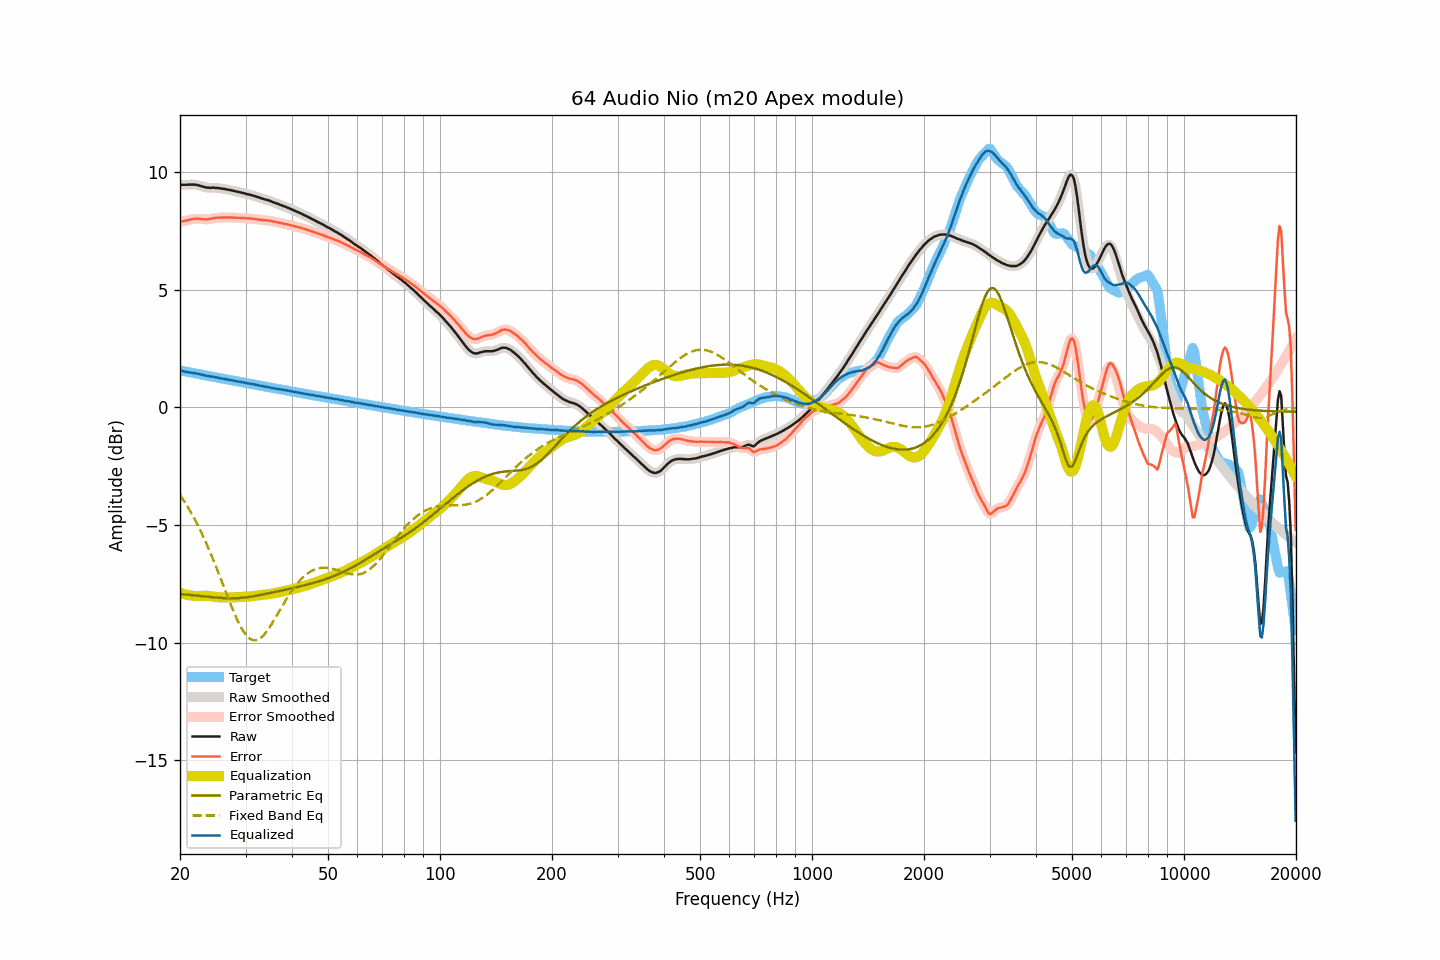 64 Audio Nio (m20 Apex module)
10
5
0
−5
−10
−15
Amplitude (dBr)
Target
Raw Smoothed
Error Smoothed
Raw
Error
Equalization
Parametric Eq
Fixed Band Eq
Equalized
20 50 100 200 500 1000 2000 5000 10000 20000
Frequency (Hz)